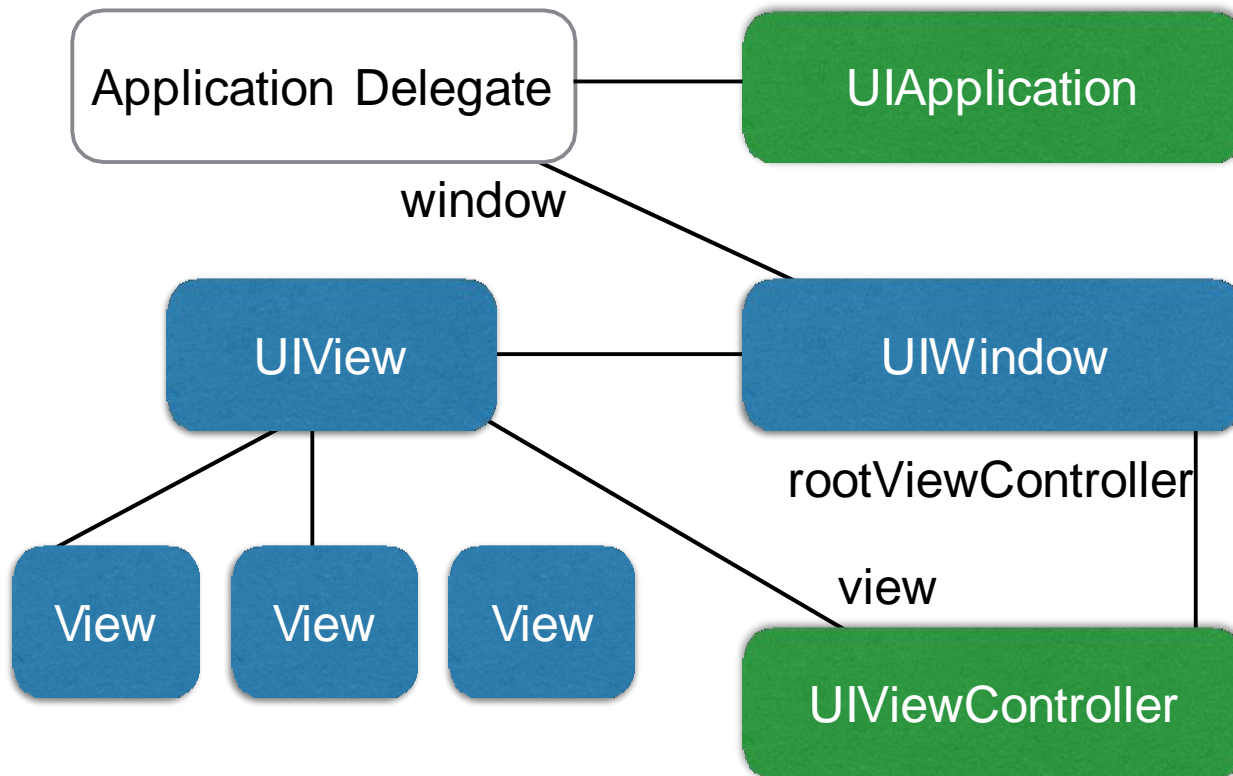 Application Delegate
UIApplication
window
UIView
UIWindow
rootViewController
view
View
View
View
UIViewController